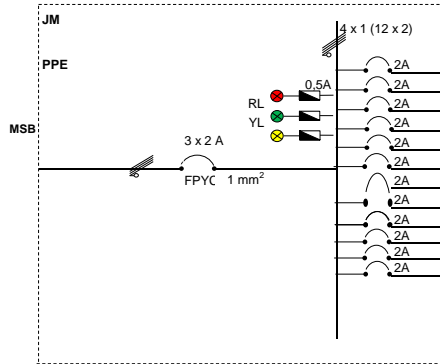 JM
4 x 1 (12 x 2)
PPE
2A
0,5A
2A
RL
2A
YL
2A
MSB
3 x 2 A
2A
2A
FPYC
1 mm²
2A
2A
2A
2A
2A
2A